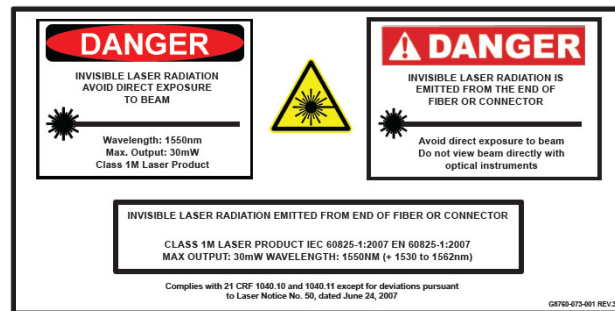 DANGER
INVISIBLE LASER RADIATION
AVOID DIRECT EXPOSURE
TO BEAM
Wavelength: 1550nm
Max. Output: 30mW
Class 1M Laser Product
DANGER
INVISIBLE LASER RADIATION IS
EMITTED FROM THE END OF
FIBER OR CONNECTOR
Avoid direct exposure to beam
Do not view beam directly with
optical instruments
INVISIBLE LASER RADIATION EMITTED FROM END OF FIBER OR CONNECTOR
CLASS 1M LASER PRODUCT IEC 60825-1:2007 EN 60825-1:2007
MAX OUTPUT: 30mW WAVELENGTH: 1550NM (+ 1530 to 1562nm)
Complies with 21 CRF 1040.10 and 1040.11 except for deviations pursuant
to Laser Notice No. 50, dated June 24, 2007
G8760-073-001 REV.3